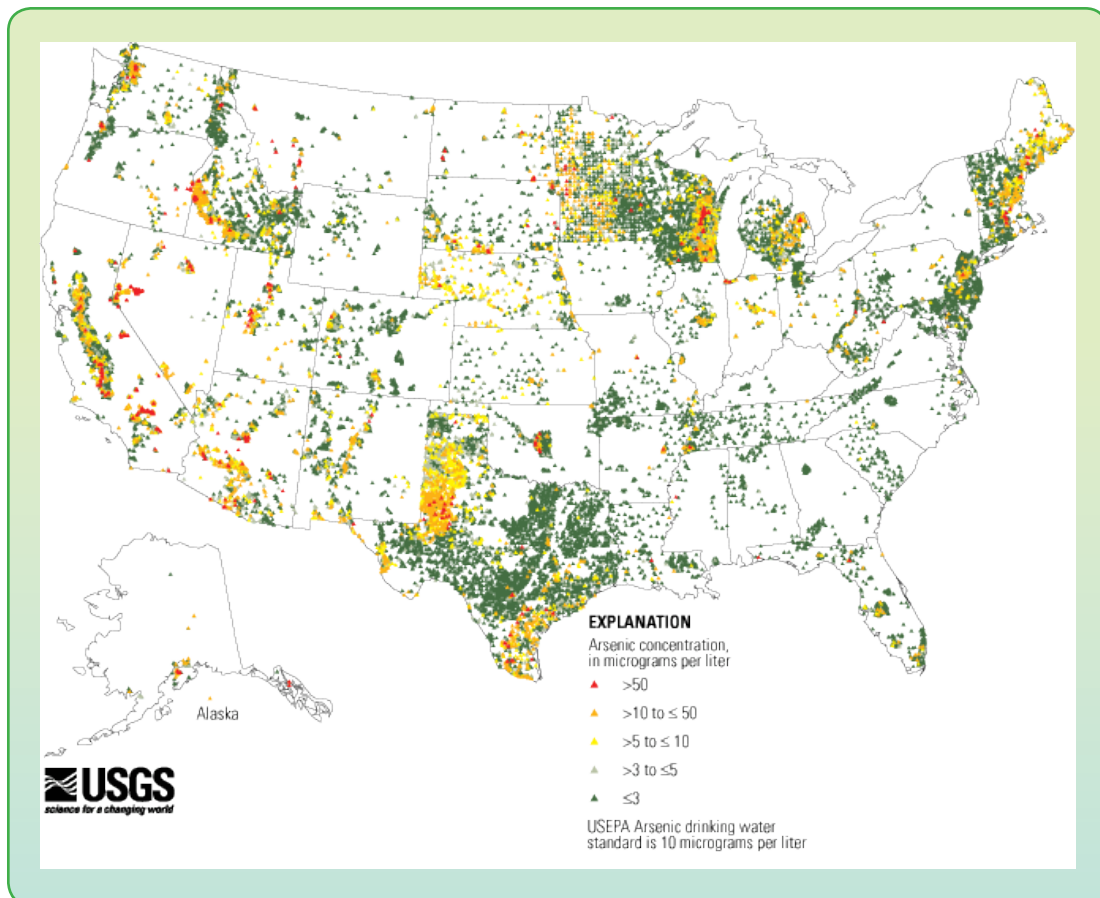 EXPLANATION
Arsenic concentration,
in micrograms per liter
>50
>10 to ≤ 50
>5 to ≤ 10
>3 to ≤5
≤3
USEPA Arsenic drinking water
standard is 10 micrograms per liter
Alaska
USGS
science for a changing world